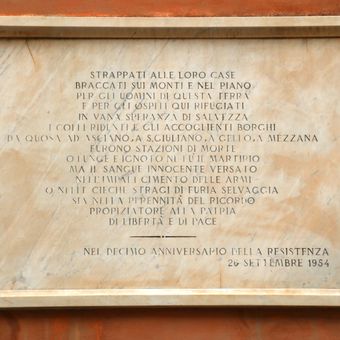 STRAPPATI ALLE LORO CASE
BRACCATI SUI MONTI E NEL PIANO
PER GLI UOMINI DI QUESTA TERRA
E PER GLI OSPITI QUI RIFUGIATI
IN VANA SPERANZA DI SALVEZZA
I COLLI RIDENTI E GLI ACCOGLIENTI BORGHI
DA QUOSA AD ASCIANO, A S. GIULIANO, A CELLO, A MEZZANA
FURONO STAZIONI DI MORTE
O LUNGE E IGNOTO NE FU IL MARTIRIO
MA IL SANGUE INNOCENTE VERSATO
NELL'IMPALLIDIMENTO DELLE ARMI
O NELLE CIECHE STRAGI DI FURIA SELVAGGIA
SIA NELLA PERENNITÀ DEL RICORDO
PROPIZIATORE ALLA PATRIA
DI LIBERTÀ E DI PACE
NEL DECIMO ANNIVERSARIO DELLA RESISTENZA
26 SETTEMBRE 1954